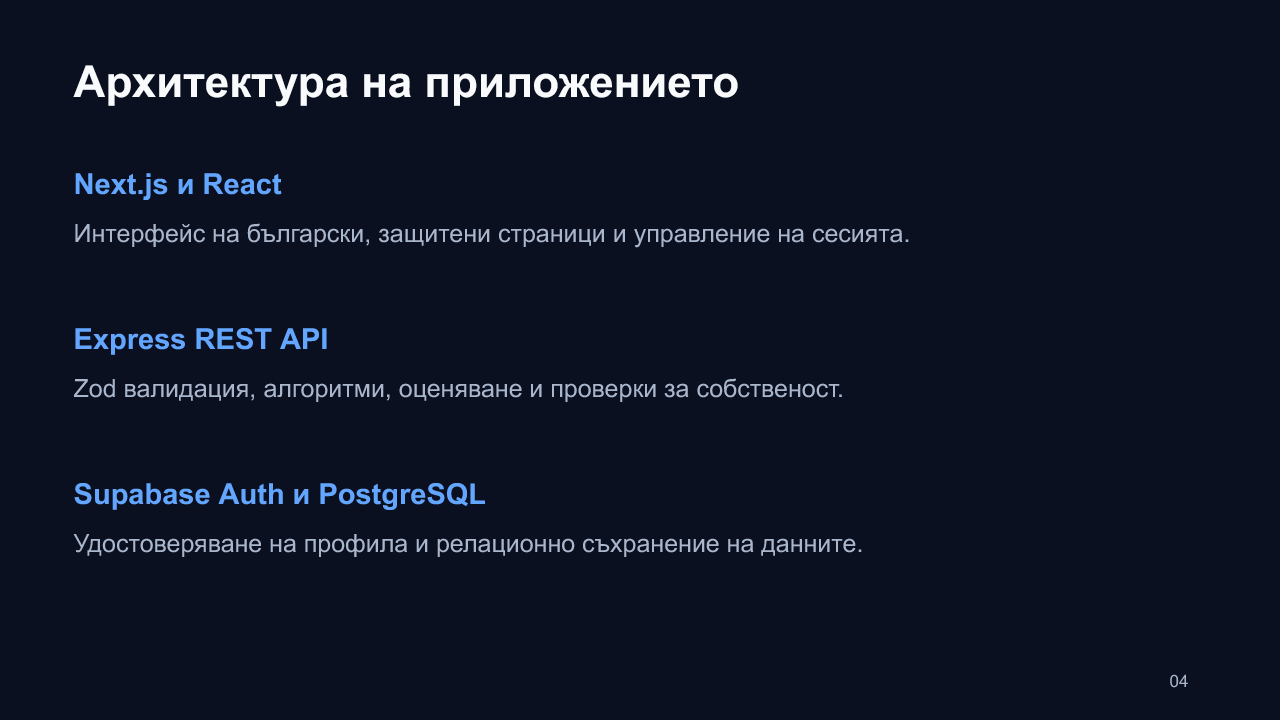 Архитектура на приложението
Next.js и React
Интерфейс на български, защитени страници и управление на сесията.
Express REST API
Zod валидация, алгоритми, оценяване и проверки за собственост.
Supabase Auth и PostgreSQL
Удостоверяване на профила и релационно съхранение на данните.
04